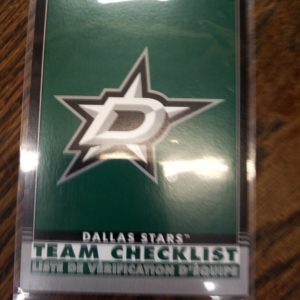 D
DALLAS STARS™
TEAM CHECKLIST
LISTE DE VÉRIFICATION D'ÉQUIPE